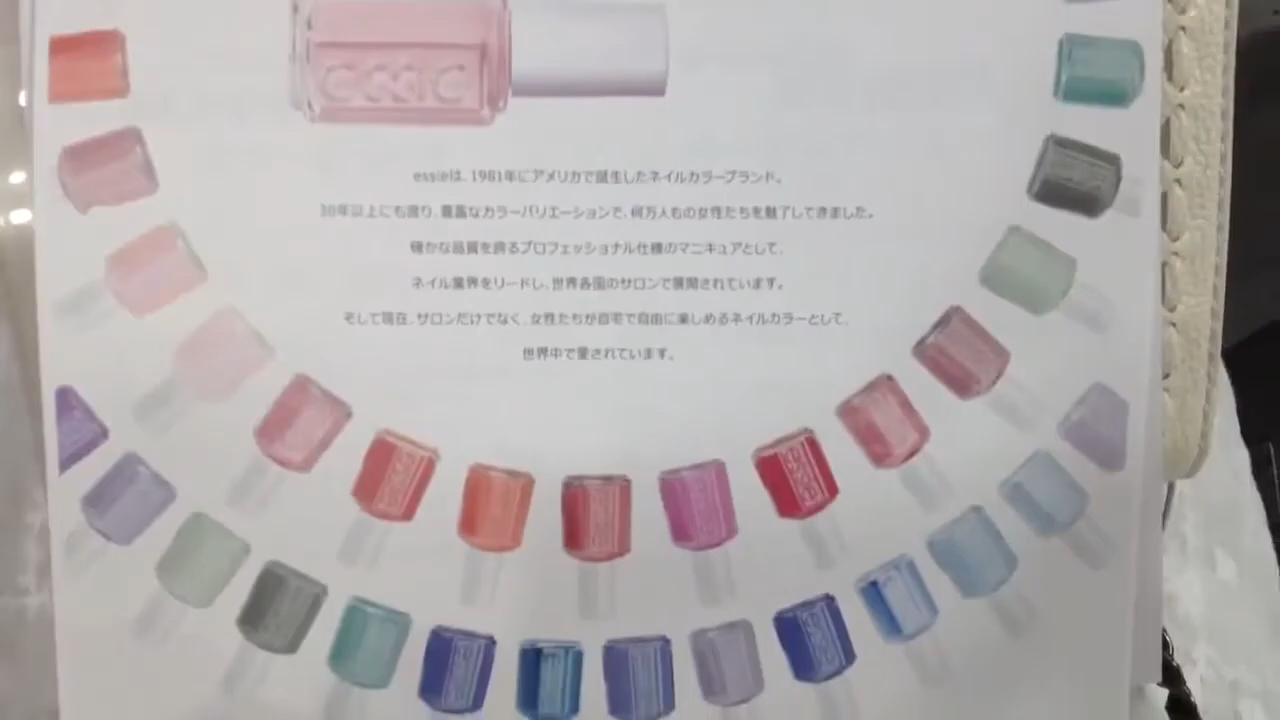 essie
essieは、1981年にアメリカで誕生したネイルカラーブランド。
30年以上にも渡り、豊富なカラーバリエーションで、何万人もの女性たちを魅了してきました。
確かな品質を誇るプロフェッショナル仕様のマニキュアとして、
ネイル業界をリードし、世界各国のサロンで展開されています。
そして現在、サロンだけでなく、女性たちが自宅で自由に楽しめるネイルカラーとして、
世界中で愛されています。